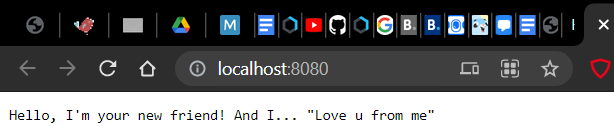 M B. B.
localhost:8080
Hello, I'm your new friend! And I... "Love u from me"